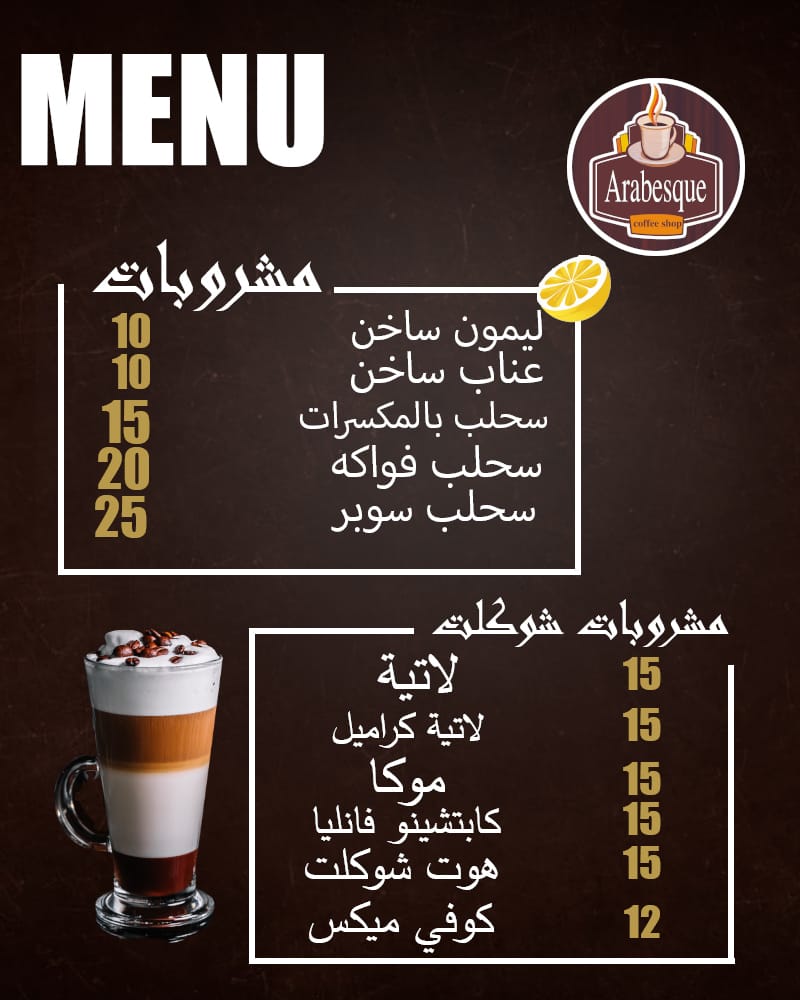 MENU
Arabesque
coffee shop
مشروبات
ليمون ساخن 10
عناب ساخن 10
سحلب بالمكسرات 15
سحلب فواكه 20
سحلب سوبر 25
مشروبات شوكلت
لاتية 15
لاتية كراميل 15
موكا 15
كابتشينو فانليا 15
هوت شوكلت 15
كوفي ميكس 12